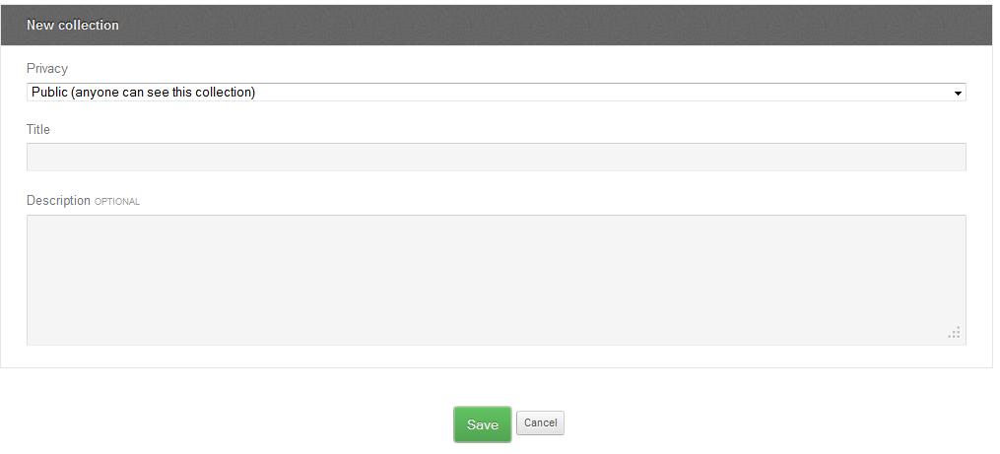 New collection
Privacy
Public (anyone can see this collection)
Title
Description OPTIONAL
Save Cancel